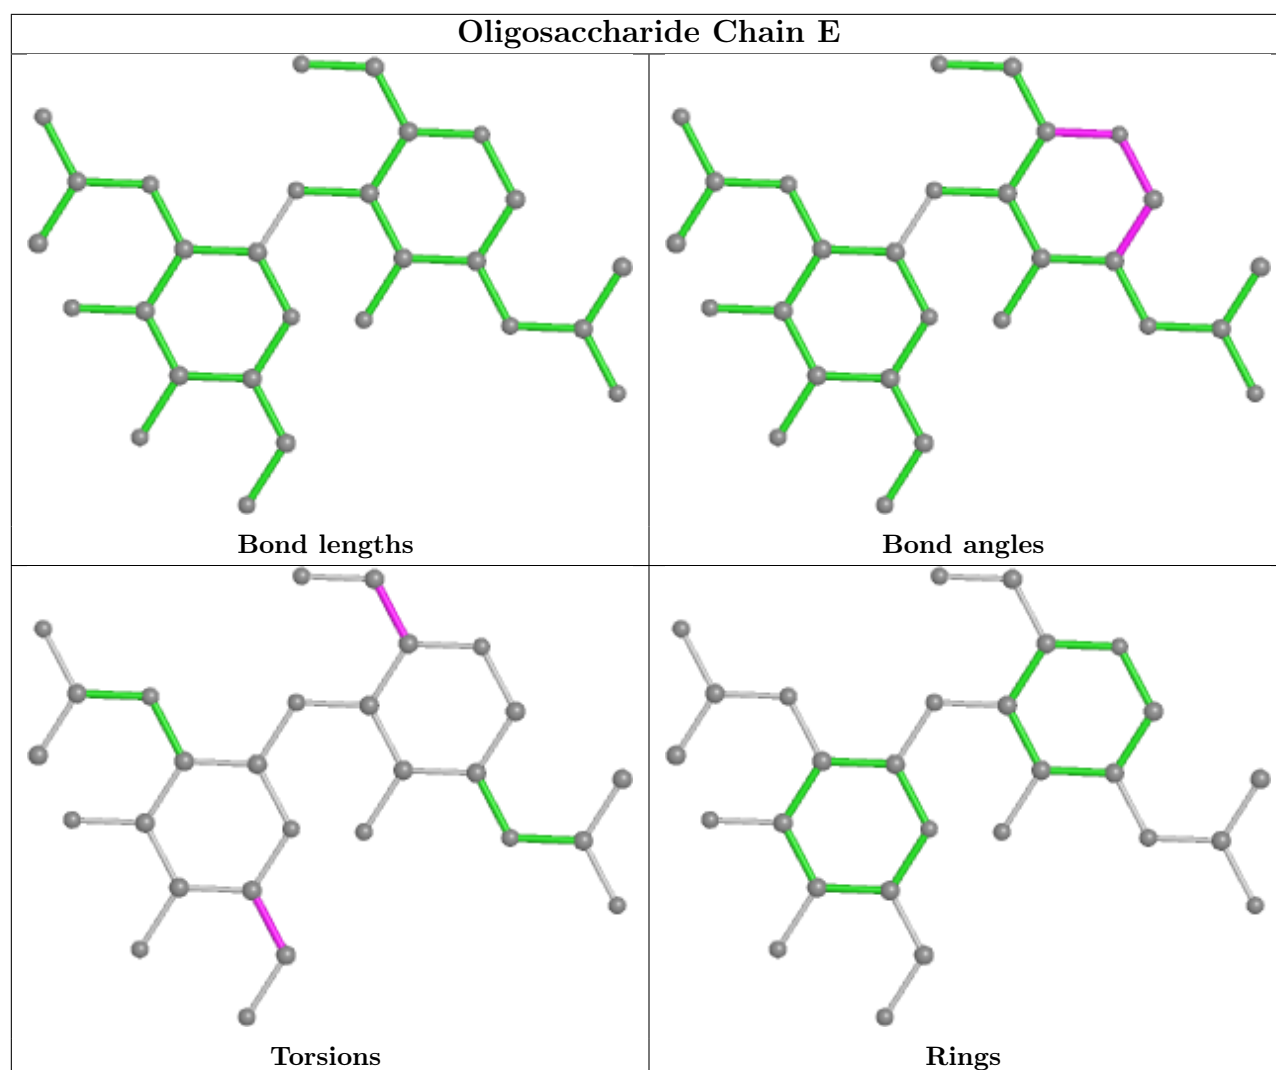 Oligosaccharide Chain E
Bond lengths
Bond angles
Torsions
Rings